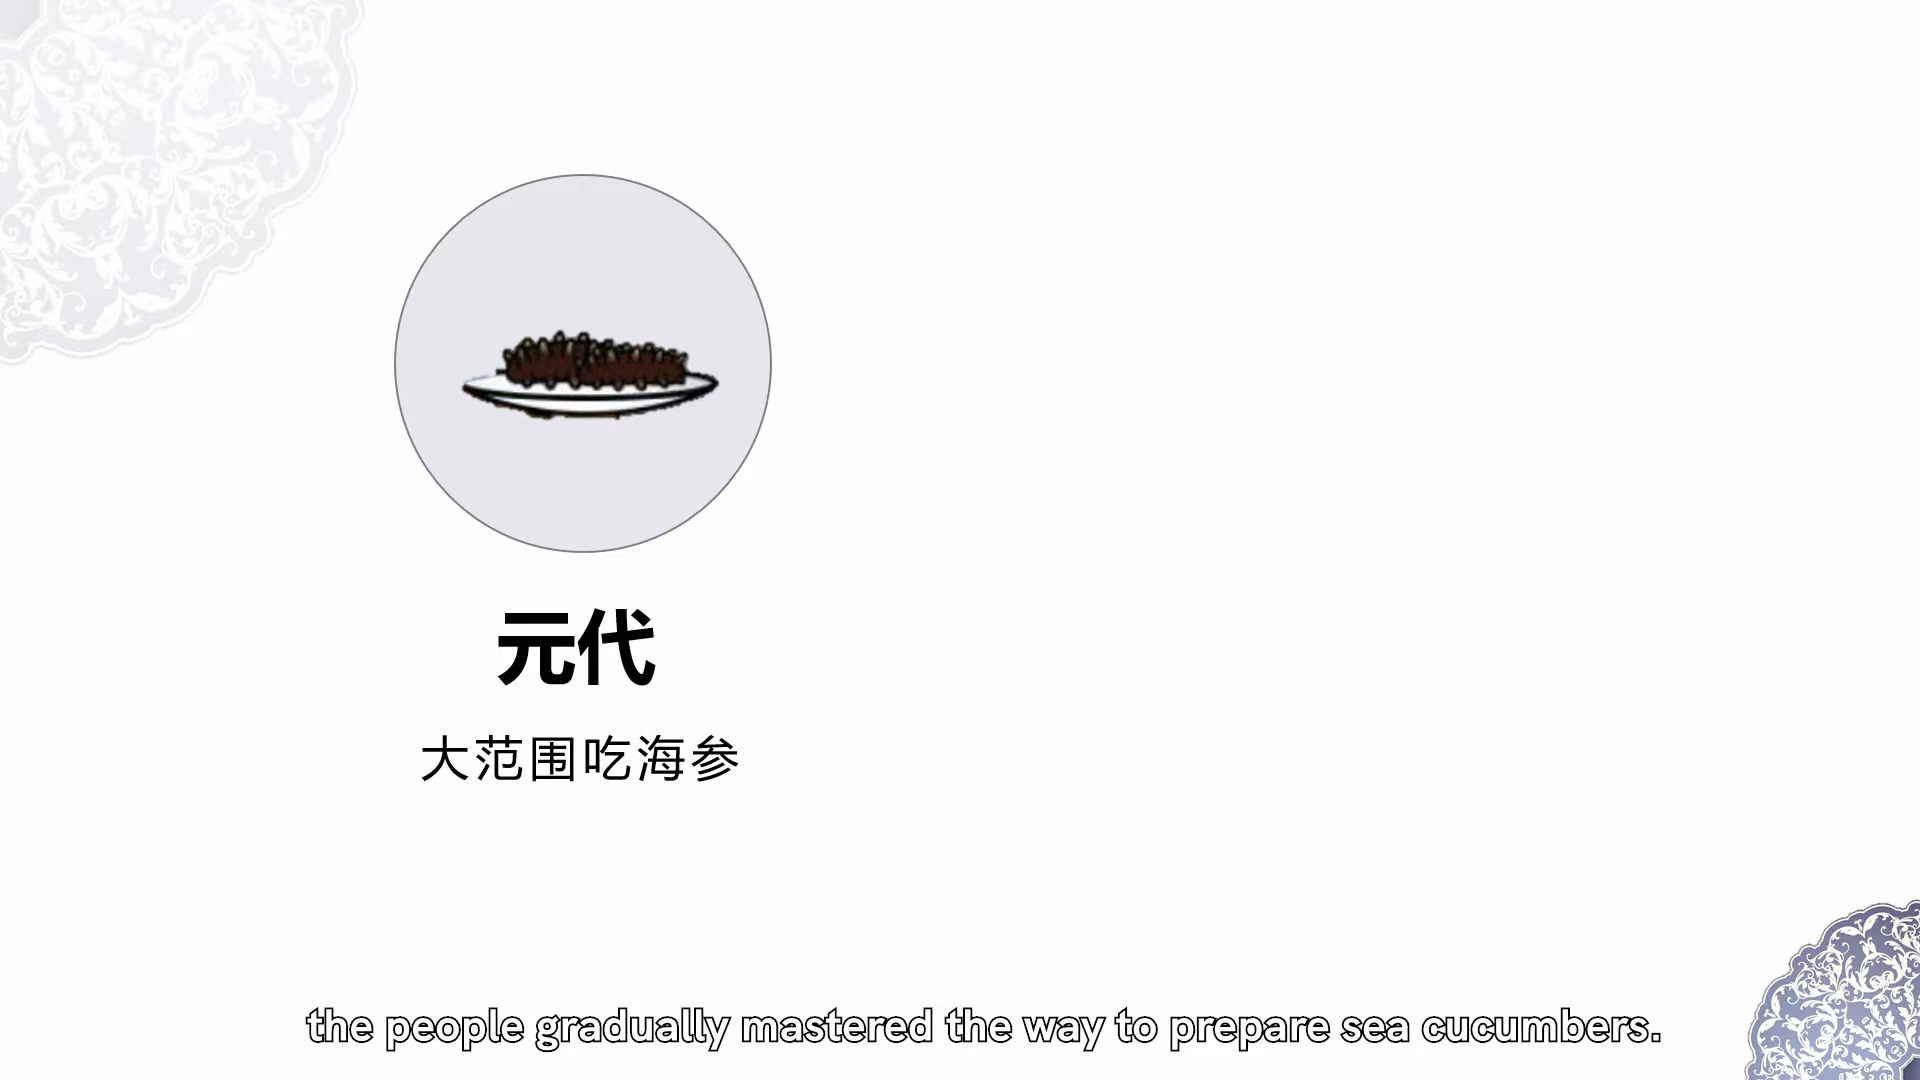 元代
大范围吃海参
the people gradually mastered the way to prepare sea cucumbers.